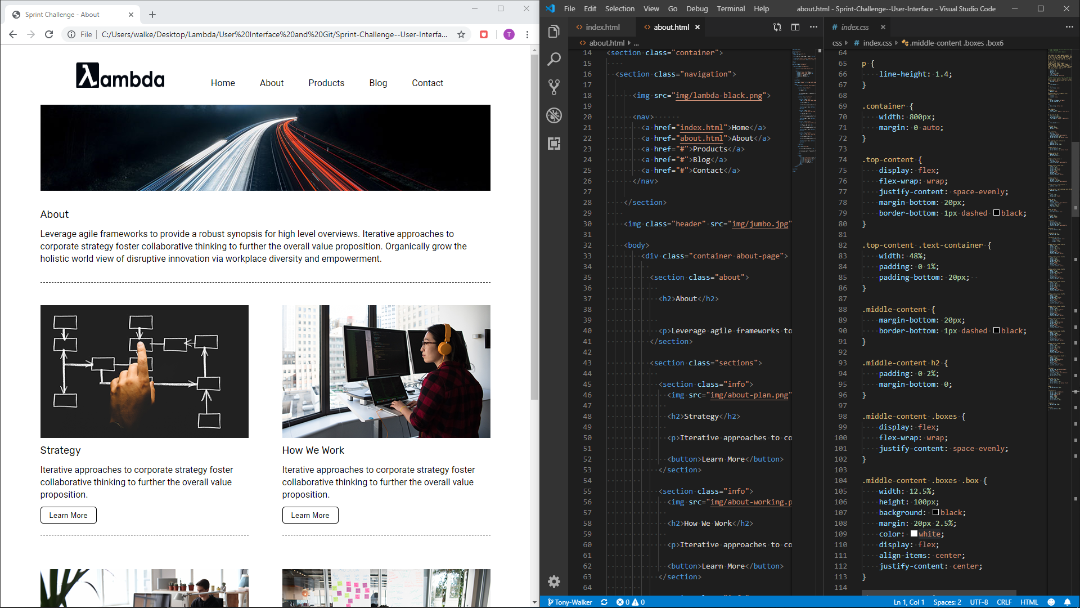 Sprint Challenge - About
File
C:/Users/walke/Desktop/Lambda/User%20Interface%20and%20Git/Sprint-Challenge--User-Interfa...
T
λambda
Home About Products Blog Contact
About
Leverage agile frameworks to provide a robust synopsis for high level overviews. Iterative approaches to
corporate strategy foster collaborative thinking to further the overall value proposition. Organically grow the
holistic world view of disruptive innovation via workplace diversity and empowerment.
Strategy
Iterative approaches to corporate strategy foster
collaborative thinking to further the overall value
proposition.
Learn More
How We Work
Iterative approaches to corporate strategy foster
collaborative thinking to further the overall value
proposition.
Learn More
File Edit Selection View Go Debug Terminal Help about.html - Sprint-Challenge--User-Interface - Visual Studio Code
index.html about.html
about.html > ...
14 <section class="container">
15
16 <section class="navigation">
17
18 <img src="img/lambda-black.png">
19
20 <nav>
21 <a href="index.html">Home</a>
22 <a href="about.html">About</a>
23 <a href="#">Products</a>
24 <a href="#">Blog</a>
25 <a href="#">Contact</a>
26 </nav>
27
28 </section>
29
30 <img class="header" src="img/jumbo.jpg"
31
32 <body>
33 <div class="container about-page">
34
35 <section class="about">
36
37 <h2>About</h2>
38
39
40 <p>Leverage agile frameworks to
41 </section>
42
43 <section class="sections">
44
45 <section class="info">
46 <img src="img/about-plan.png"
47
48 <h2>Strategy</h2>
49
50 <p>Iterative approaches to co
51
52 <button>Learn More</button>
53 </section>
54
55 <section class="info">
56 <img src="img/about-working.p
57
58 <h2>How We Work</h2>
59
60 <p>Iterative approaches to co
61
62 <button>Learn More</button>
63 </section>
64
index.css
css > index.css > .middle-content .boxes .box6
64
65 p {
66 line-height: 1.4;
67 }
68
69 .container {
70 width: 800px;
71 margin: 0 auto;
72 }
73
74 .top-content {
75 display: flex;
76 flex-wrap: wrap;
77 justify-content: space-evenly;
78 margin-bottom: 20px;
79 border-bottom: 1px dashed black;
80 }
81
82 .top-content .text-container {
83 width: 48%;
84 padding: 0 1%;
85 padding-bottom: 20px;
86 }
87
88 .middle-content {
89 margin-bottom: 20px;
90 border-bottom: 1px dashed black;
91 }
92
93 .middle-content h2 {
94 padding: 0 2%;
95 margin-bottom: 0;
96 }
97
98 .middle-content .boxes {
99 display: flex;
100 flex-wrap: wrap;
101 justify-content: space-evenly;
102 }
103
104 .middle-content .boxes .box {
105 width: 12.5%;
106 height: 100px;
107 background: black;
108 margin: 20px 2.5%;
109 color: white;
110 display: flex;
111 align-items: center;
112 justify-content: center;
113 }
114
Tony-Walker 0 0 Ln 1, Col 1 Spaces: 2 UTF-8 CRLF HTML